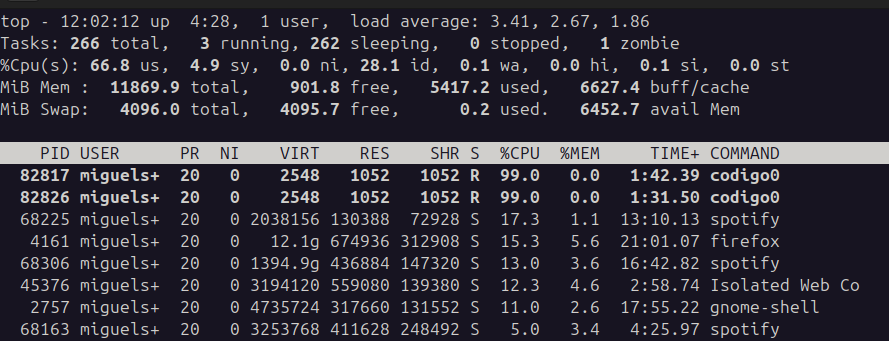 top - 12:02:12 up  4:28,  1 user,  load average: 3.41, 2.67, 1.86
Tasks: 266 total,   3 running, 262 sleeping,   0 stopped,   1 zombie
%Cpu(s): 66.8 us,  4.9 sy,  0.0 ni, 28.1 id,  0.1 wa,  0.0 hi,  0.1 si,  0.0 st
MiB Mem :  11869.9 total,    901.8 free,   5417.2 used,   6627.4 buff/cache
MiB Swap:   4096.0 total,   4095.7 free,      0.2 used.   6452.7 avail Mem
PID USER      PR  NI    VIRT    RES    SHR S  %CPU  %MEM     TIME+ COMMAND
82817 miguels+  20   0    2548   1052   1052 R  99.0   0.0   1:42.39 codigo0
82826 miguels+  20   0    2548   1052   1052 R  99.0   0.0   1:31.50 codigo0
68225 miguels+  20   0 2038156 130388  72928 S  17.3   1.1  13:10.13 spotify
4161 miguels+  20   0   12.1g 674936 312908 S  15.3   5.6  21:01.07 firefox
68306 miguels+  20   0 1394.9g 436884 147320 S  13.0   3.6  16:42.82 spotify
45376 miguels+  20   0 3194120 559080 139380 S  12.3   4.6   2:58.74 Isolated Web Co
2757 miguels+  20   0 4735724 317660 131552 S  11.0   2.6  17:55.22 gnome-shell
68163 miguels+  20   0 3253768 411628 248492 S   5.0   3.4   4:25.97 spotify